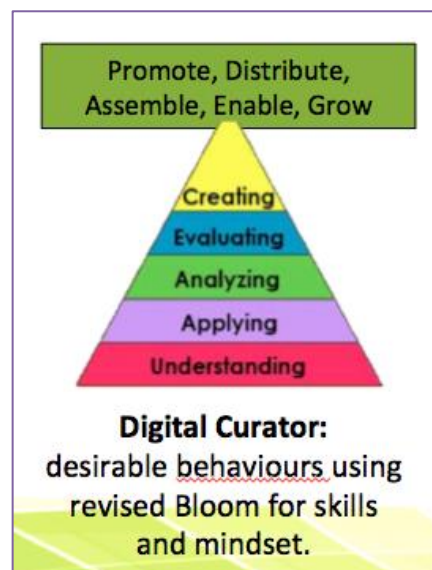 Promote, Distribute,
Assemble, Enable, Grow
Creating
Evaluating
Analyzing
Applying
Understanding
Digital Curator:
desirable behaviours using
revised Bloom for skills
and mindset.